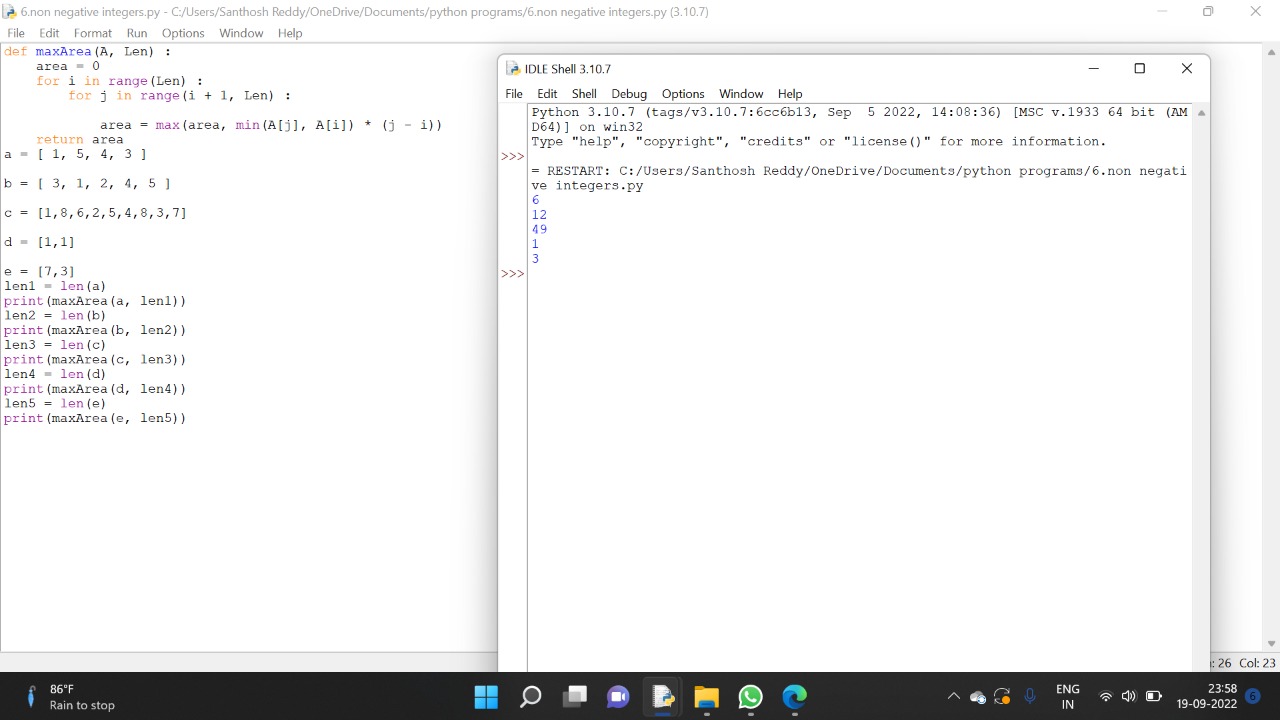 6.non negative integers.py - C:/Users/Santhosh Reddy/OneDrive/Documents/python programs/6.non negative integers.py (3.10.7)
File Edit Format Run Options Window Help
def maxArea(A, Len) :
    area = 0
    for i in range(Len) :
        for j in range(i + 1, Len) :
            area = max(area, min(A[j], A[i]) * (j - i))
    return area
a = [ 1, 5, 4, 3 ]
b = [ 3, 1, 2, 4, 5 ]
c = [1,8,6,2,5,4,8,3,7]
d = [1,1]
e = [7,3]
len1 = len(a)
print(maxArea(a, len1))
len2 = len(b)
print(maxArea(b, len2))
len3 = len(c)
print(maxArea(c, len3))
len4 = len(d)
print(maxArea(d, len4))
len5 = len(e)
print(maxArea(e, len5))
IDLE Shell 3.10.7
File Edit Shell Debug Options Window Help
Python 3.10.7 (tags/v3.10.7:6cc6b13, Sep  5 2022, 14:08:36) [MSC v.1933 64 bit (AM
D64)] on win32
Type "help", "copyright", "credits" or "license()" for more information.
>>>
= RESTART: C:/Users/Santhosh Reddy/OneDrive/Documents/python programs/6.non negati
ve integers.py
6
12
49
1
3
>>>
: 26 Col: 23
86°F
Rain to stop
ENG
IN
23:58
19-09-2022
6